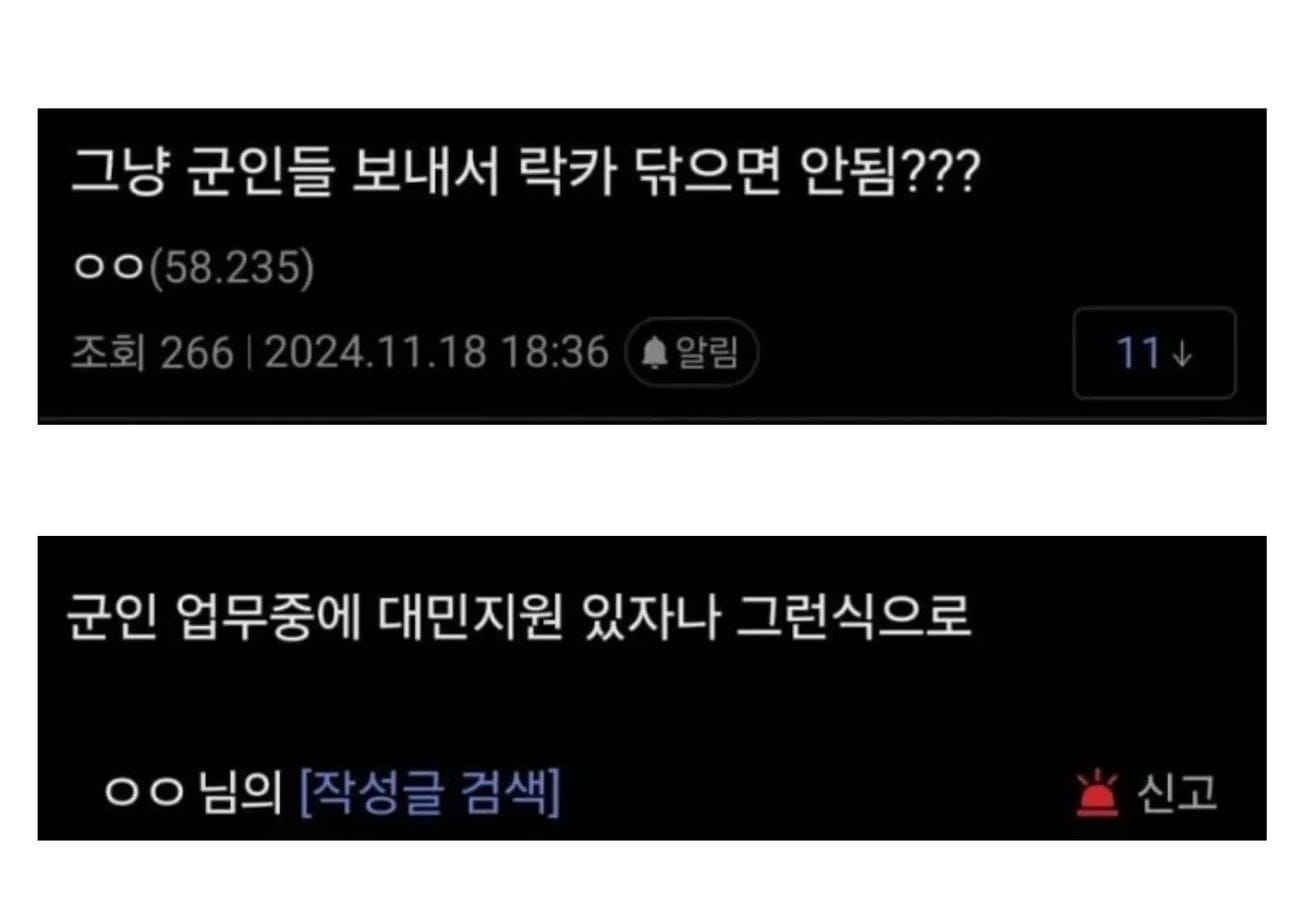 그냥 군인들 보내서 락카 닦으면 안됨???
ㅇㅇ(58.235)
조회 266 | 2024.11.18 18:36 알림 11↓
군인 업무중에 대민지원 있자나 그런식으로
ㅇㅇ 님의 [작성글 검색] 신고